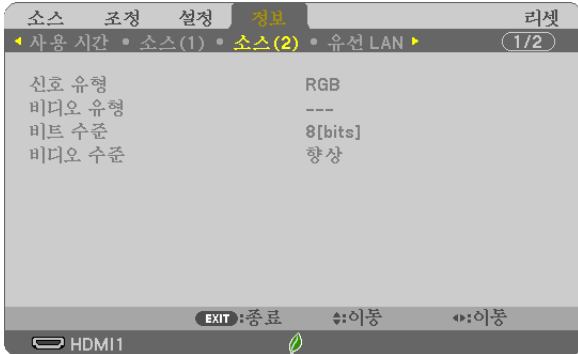 소스 조정 설정 정보 리셋
사용 시간 • 소스(1) • 소스(2) • 유선 LAN 1/2
신호 유형 RGB
비디오 유형 ---
비트 수준 8[bits]
비디오 수준 향상
EXIT:종료 :이동 :이동
HDMI1